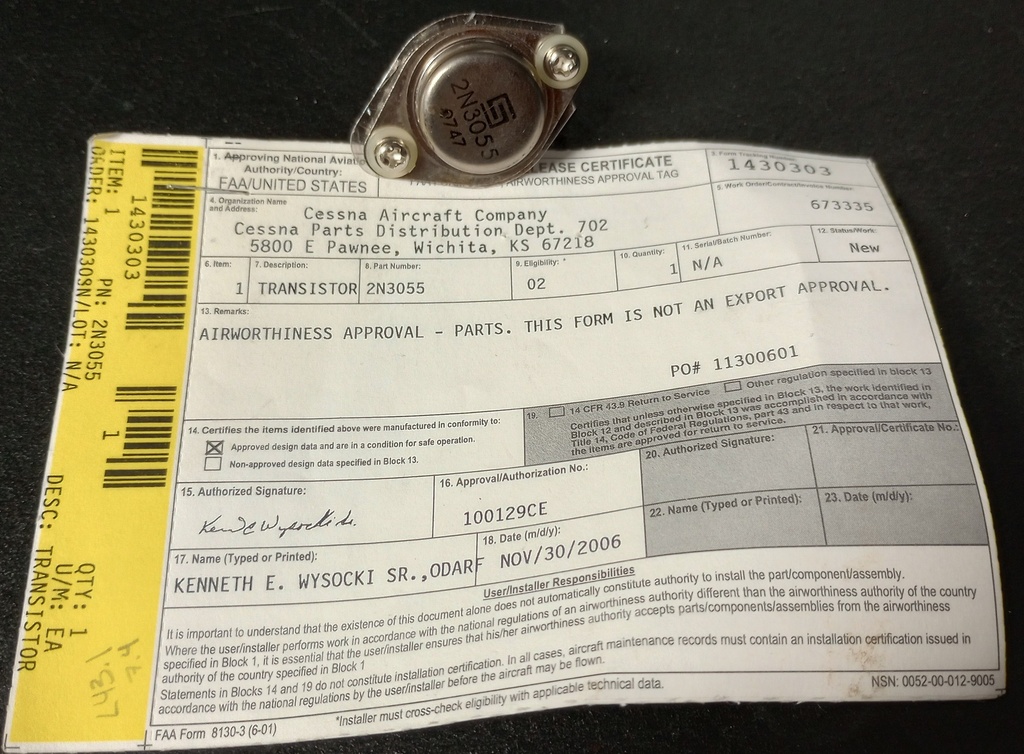 2N3055
9747
ITEM: 1 PN: 2N3055 DESC: TRANSISTOR
ORDER: 1430303 SN/LOT: N/A U/M: EA
QTY: 1
1430303
1
743.1
1. Approving National Aviat
Authority/Country:
FAA/UNITED STATES
EASE CERTIFICATE
AIRWORTHINESS APPROVAL TAG
3. Form Tracking Number:
1430303
4. Organization Name
and Address:
Cessna Aircraft Company
Cessna Parts Distribution Dept. 702
5800 E Pawnee, Wichita, KS 67218
5. Work Order/Contract/Invoice Number:
673335
6. Item:
1
7. Description:
TRANSISTOR
8. Part Number:
2N3055
9. Eligibility: *
02
10. Quantity:
1
11. Serial/Batch Number:
N/A
12. Status/Work:
New
13. Remarks:
AIRWORTHINESS APPROVAL - PARTS. THIS FORM IS NOT AN EXPORT APPROVAL.
PO# 11300601
14. Certifies the items identified above were manufactured in conformity to:
Approved design data and are in a condition for safe operation.
Non-approved design data specified in Block 13.
19. 14 CFR 43.9 Return to Service Other regulation specified in block 13
Certifies that unless otherwise specified in Block 13, the work identified in
Block 12 and described in Block 13 was accomplished in accordance with
Title 14, Code of Federal Regulations, part 43 and in respect to that work,
the items are approved for return to service.
15. Authorized Signature:
16. Approval/Authorization No.:
100129CE
20. Authorized Signature:
21. Approval/Certificate No.:
17. Name (Typed or Printed):
KENNETH E. WYSOCKI SR.,ODARF
18. Date (m/d/y):
NOV/30/2006
22. Name (Typed or Printed):
23. Date (m/d/y):
User/Installer Responsibilities
It is important to understand that the existence of this document alone does not automatically constitute authority to install the part/component/assembly.
Where the user/installer performs work in accordance with the national regulations of an airworthiness authority different than the airworthiness authority of the country
specified in Block 1, it is essential that the user/installer ensures that his/her airworthiness authority accepts parts/components/assemblies from the airworthiness
authority of the country specified in Block 1
Statements in Blocks 14 and 19 do not constitute installation certification. In all cases, aircraft maintenance records must contain an installation certification issued in
accordance with the national regulations by the user/installer before the aircraft may be flown.
FAA Form 8130-3 (6-01)
*Installer must cross-check eligibility with applicable technical data.
NSN: 0052-00-012-9005